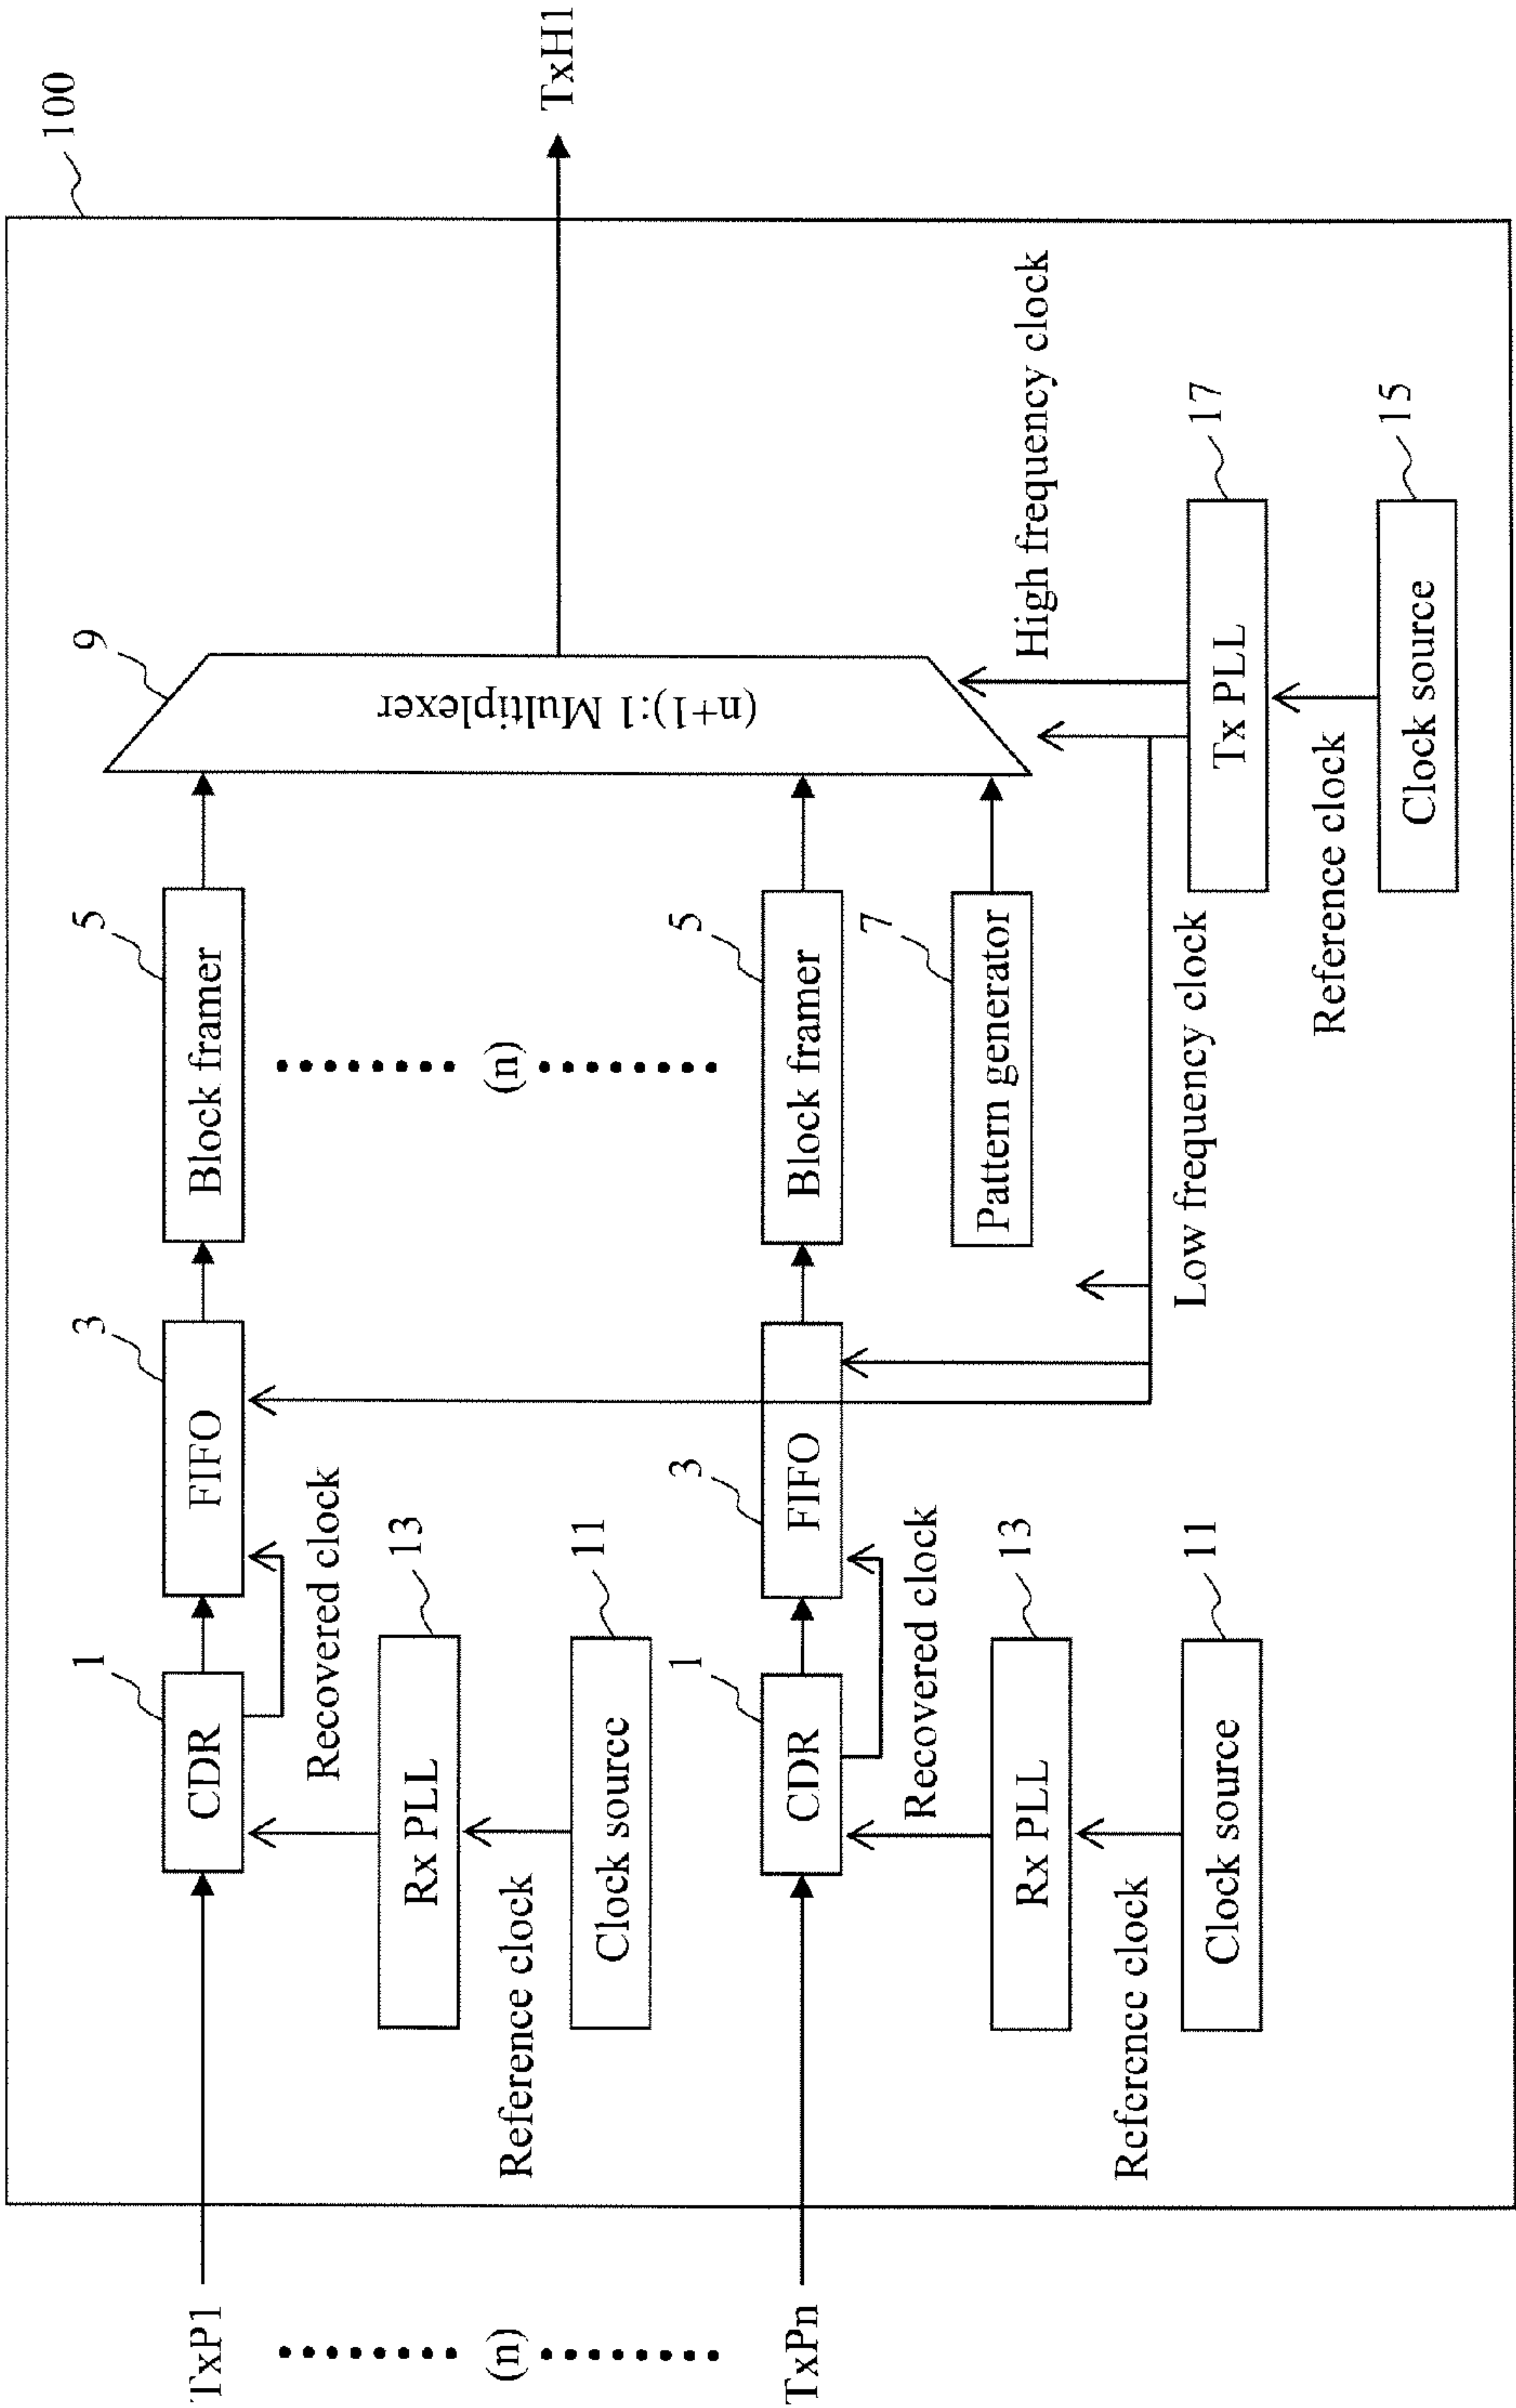 100
TxP1
CDR
1
FIFO
3
Block framer
5
(n+1):1 Multiplexer
9
TxH1
Recovered clock
Rx PLL
13
Reference clock
Clock source
11
(n)
(n)
TxPn
CDR
1
FIFO
3
Block framer
5
Pattern generator
7
Recovered clock
Rx PLL
13
Reference clock
Clock source
11
Low frequency clock
High frequency clock
Tx PLL
17
Reference clock
Clock source
15